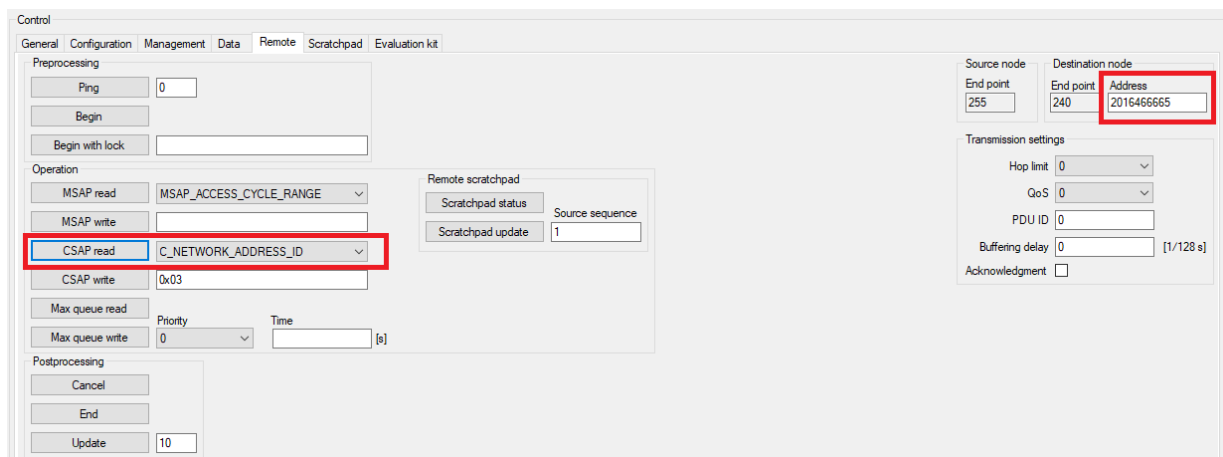 Control
General Configuration Management Data Remote Scratchpad Evaluation kit
Preprocessing
Ping 0
Begin
Begin with lock
Operation
MSAP read MSAP_ACCESS_CYCLE_RANGE
MSAP write
CSAP read C_NETWORK_ADDRESS_ID
CSAP write 0x03
Max queue read
Priority Time
Max queue write 0 [s]
Remote scratchpad
Scratchpad status
Source sequence
Scratchpad update 1
Postprocessing
Cancel
End
Update 10
Source node
End point
255
Destination node
End point Address
240 2016466665
Transmission settings
Hop limit 0
QoS 0
PDU ID 0
Buffering delay 0 [1/128 s]
Acknowledgment